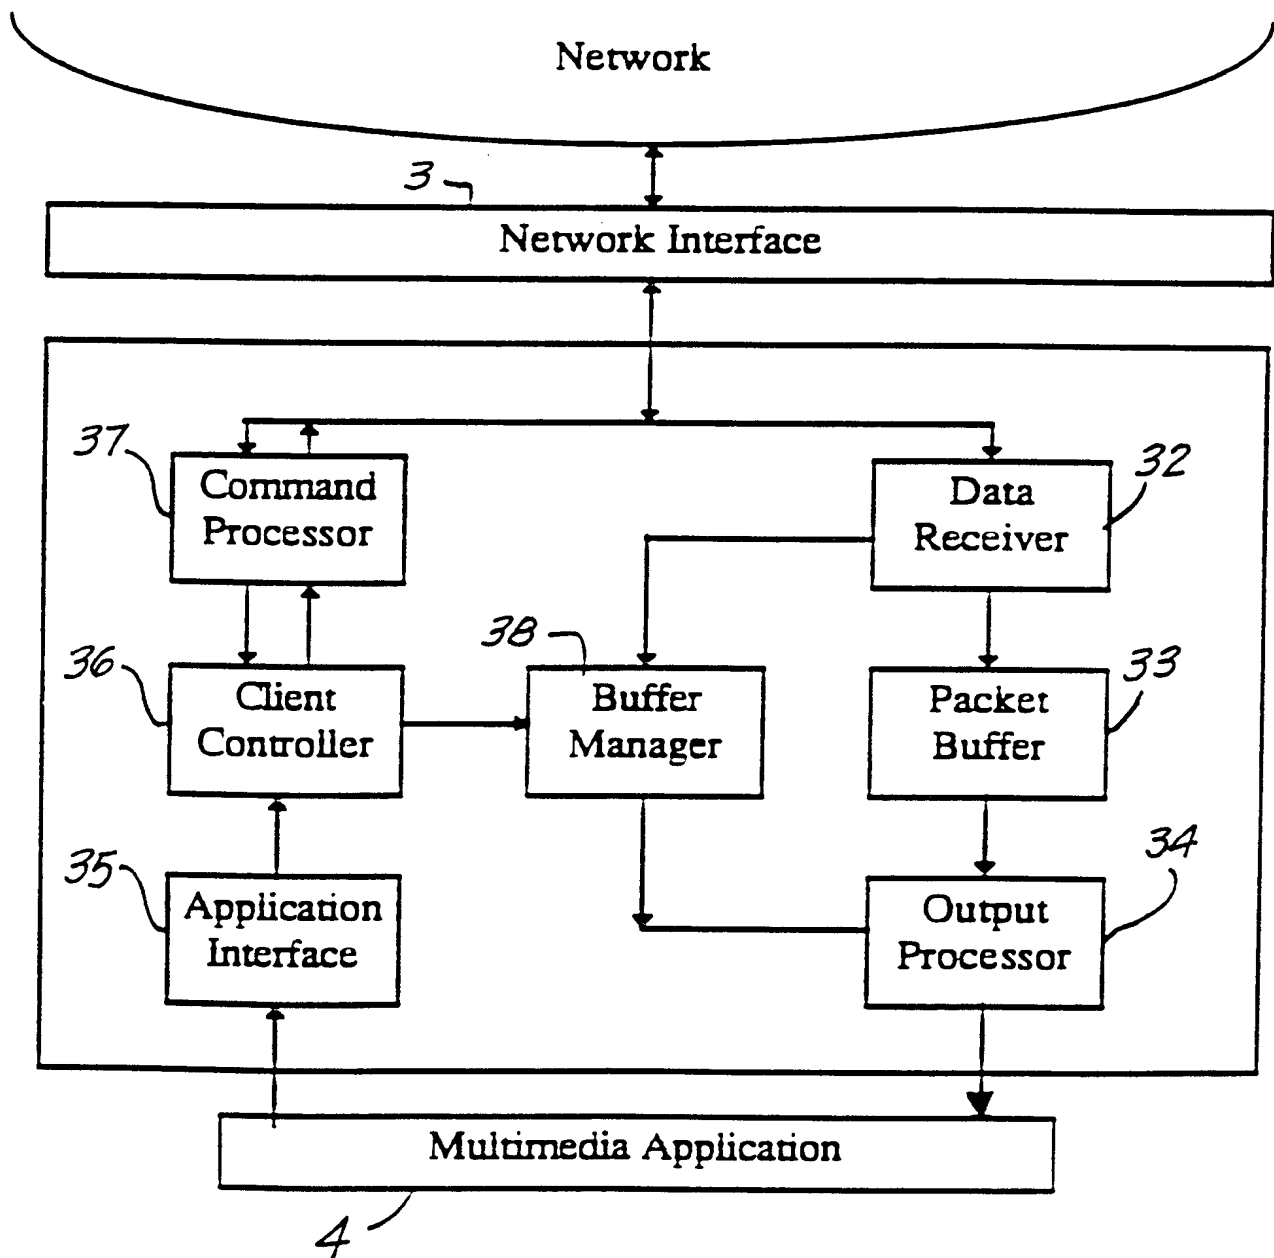 Network
3
Network Interface
37
Command
Processor
32
Data
Receiver
36
Client
Controller
38
Buffer
Manager
33
Packet
Buffer
35
Application
Interface
34
Output
Processor
Multimedia Application
4